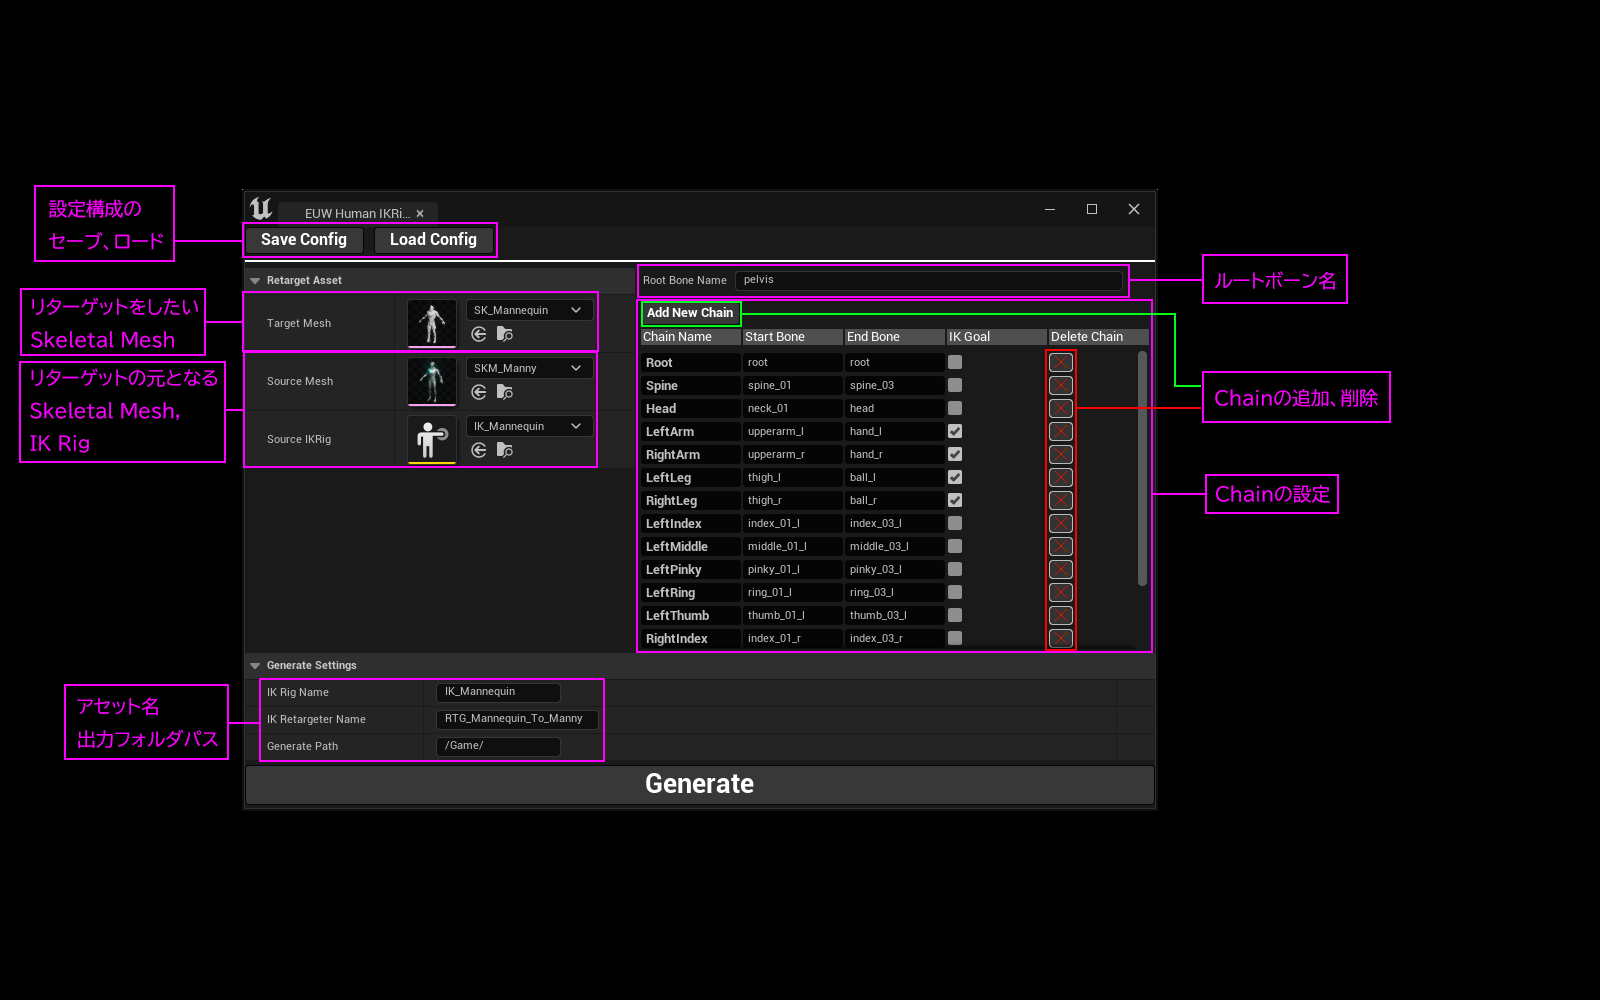 設定構成の
セーブ、ロード
EUW Human IKRi...
Save Config Load Config
Retarget Asset
リターゲットをしたい
Skeletal Mesh
Target Mesh
SK_Mannequin
リターゲットの元となる
Skeletal Mesh,
IK Rig
Source Mesh
SKM_Manny
Source IKRig
IK_Mannequin
Root Bone Name pelvis
ルートボーン名
Add New Chain
Chain Name Start Bone End Bone IK Goal Delete Chain
Root root root
Spine spine_01 spine_03
Head neck_01 head
LeftArm upperarm_l hand_l
RightArm upperarm_r hand_r
LeftLeg thigh_l ball_l
RightLeg thigh_r ball_r
LeftIndex index_01_l index_03_l
LeftMiddle middle_01_l middle_03_l
LeftPinky pinky_01_l pinky_03_l
LeftRing ring_01_l ring_03_l
LeftThumb thumb_01_l thumb_03_l
RightIndex index_01_r index_03_r
Chainの追加、削除
Chainの設定
Generate Settings
アセット名
出力フォルダパス
IK Rig Name IK_Mannequin
IK Retargeter Name RTG_Mannequin_To_Manny
Generate Path /Game/
Generate